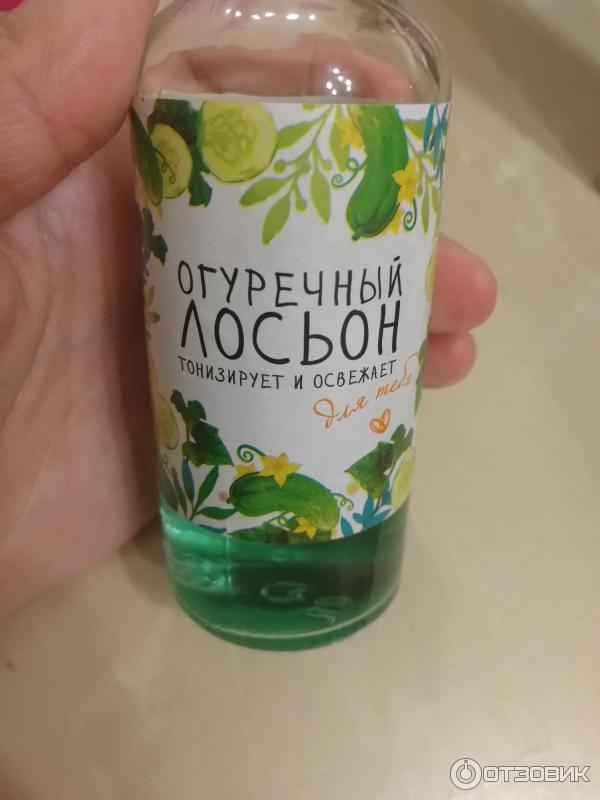 ОГУРЕЧНЫЙ
ЛОСЬОН
ТОНИЗИРУЕТ И ОСВЕЖАЕТ
для тебя
ОТЗОВИК